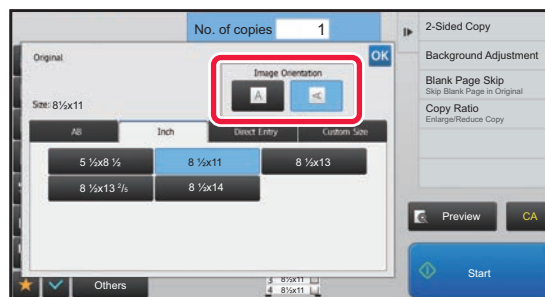 No. of copies 1
Original
OK
Image Orientation
A A
Size: 8½x11
AB Inch Direct Entry Custom Size
5 ½x8 ½ 8 ½x11 8 ½x13
8 ½x13 2/5 8 ½x14
Others
3 8½x11
4 8½x11
2-Sided Copy
Background Adjustment
Blank Page Skip
Skip Blank Page in Original
Copy Ratio
Enlarge/Reduce Copy
Preview CA
Start